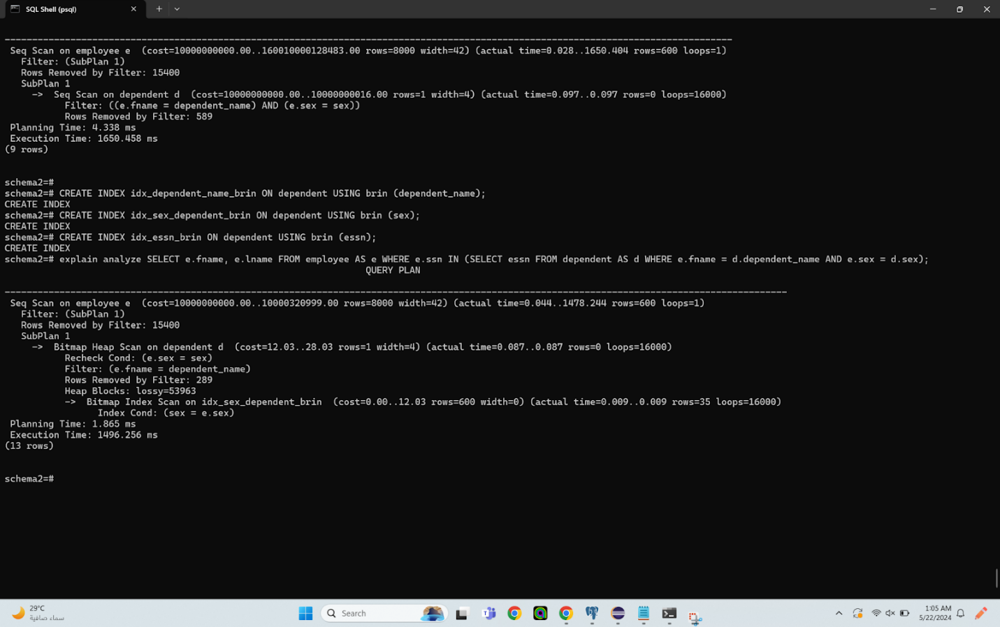 SQL Shell (psql)
Seq Scan on employee e  (cost=10000000000.00..160010000128483.00 rows=8000 width=42) (actual time=0.028..1650.404 rows=600 loops=1)
Filter: (SubPlan 1)
Rows Removed by Filter: 15400
SubPlan 1
->  Seq Scan on dependent d  (cost=10000000000.00..10000000016.00 rows=1 width=4) (actual time=0.097..0.097 rows=0 loops=16000)
Filter: ((e.fname = dependent_name) AND (e.sex = sex))
Rows Removed by Filter: 589
Planning Time: 4.338 ms
Execution Time: 1650.458 ms
(9 rows)
schema2=#
schema2=# CREATE INDEX idx_dependent_name_brin ON dependent USING brin (dependent_name);
CREATE INDEX
schema2=# CREATE INDEX idx_sex_dependent_brin ON dependent USING brin (sex);
CREATE INDEX
schema2=# CREATE INDEX idx_essn_brin ON dependent USING brin (essn);
CREATE INDEX
schema2=# explain analyze SELECT e.fname, e.lname FROM employee AS e WHERE e.ssn IN (SELECT essn FROM dependent AS d WHERE e.fname = d.dependent_name AND e.sex = d.sex);
QUERY PLAN
Seq Scan on employee e  (cost=10000000000.00..10000320999.00 rows=8000 width=42) (actual time=0.044..1478.244 rows=600 loops=1)
Filter: (SubPlan 1)
Rows Removed by Filter: 15400
SubPlan 1
->  Bitmap Heap Scan on dependent d  (cost=12.03..28.03 rows=1 width=4) (actual time=0.087..0.087 rows=0 loops=16000)
Recheck Cond: (e.sex = sex)
Filter: (e.fname = dependent_name)
Rows Removed by Filter: 289
Heap Blocks: lossy=53963
->  Bitmap Index Scan on idx_sex_dependent_brin  (cost=0.00..12.03 rows=600 width=0) (actual time=0.009..0.009 rows=35 loops=16000)
Index Cond: (sex = e.sex)
Planning Time: 1.865 ms
Execution Time: 1496.256 ms
(13 rows)
schema2=#
29°C
سماء صافية
Search
1:05 AM
5/22/2024